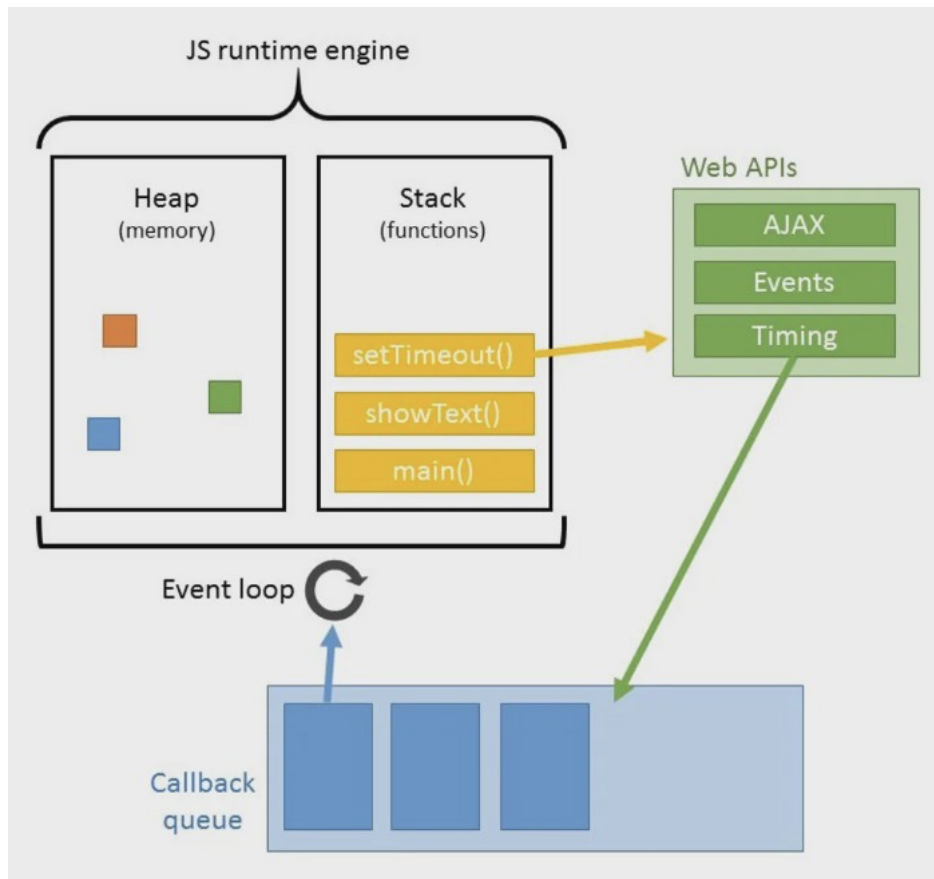 JS runtime engine
Heap
(memory)
Stack
(functions)
setTimeout()
showText()
main()
Web APIs
AJAX
Events
Timing
Event loop
Callback
queue